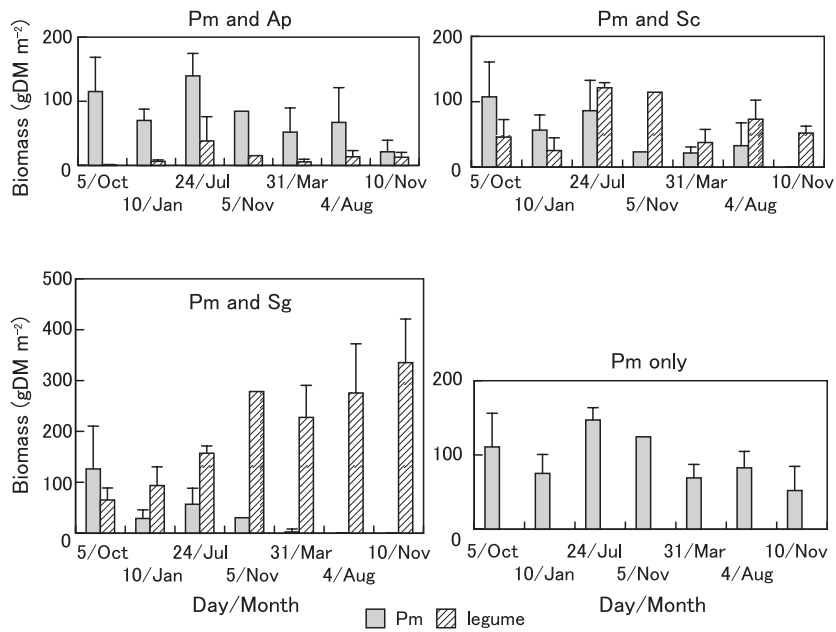 Pm and Ap
Biomass (gDM m⁻²)
200
100
0
5/Oct 24/Jul 31/Mar 10/Nov
10/Jan 5/Nov 4/Aug
Pm and Sc
200
100
0
5/Oct 24/Jul 31/Mar 10/Nov
10/Jan 5/Nov 4/Aug
Pm and Sg
Biomass (gDM m⁻²)
500
400
300
200
100
0
5/Oct 24/Jul 31/Mar 10/Nov
10/Jan 5/Nov 4/Aug
Day/Month
Pm only
200
100
0
5/Oct 24/Jul 31/Mar 10/Nov
10/Jan 5/Nov 4/Aug
Day/Month
Pm legume